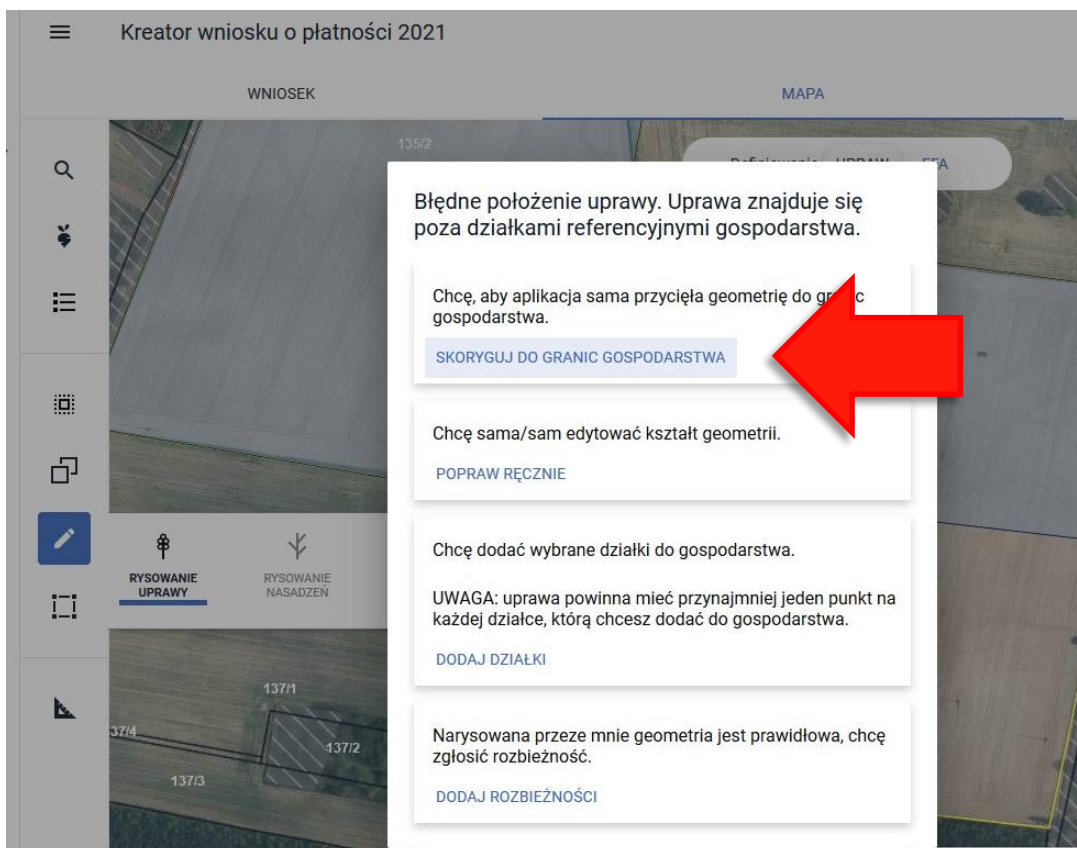 Kreator wniosku o płatności 2021
WNIOSEK
MAPA
135/2
Definiowanie UPRAW EFA
Błędne położenie uprawy. Uprawa znajduje się
poza działkami referencyjnymi gospodarstwa.
Chcę, aby aplikacja sama przycięła geometrię do granic
gospodarstwa.
SKORYGUJ DO GRANIC GOSPODARSTWA
Chcę sama/sam edytować kształt geometrii.
POPRAW RĘCZNIE
Chcę dodać wybrane działki do gospodarstwa.
UWAGA: uprawa powinna mieć przynajmniej jeden punkt na
każdej działce, którą chcesz dodać do gospodarstwa.
DODAJ DZIAŁKI
Narysowana przeze mnie geometria jest prawidłowa, chcę
zgłosić rozbieżność.
DODAJ ROZBIEŻNOŚCI
RYSOWANIE
UPRAWY
RYSOWANIE
NASADZEŃ
137/1
37/4
137/2
137/3